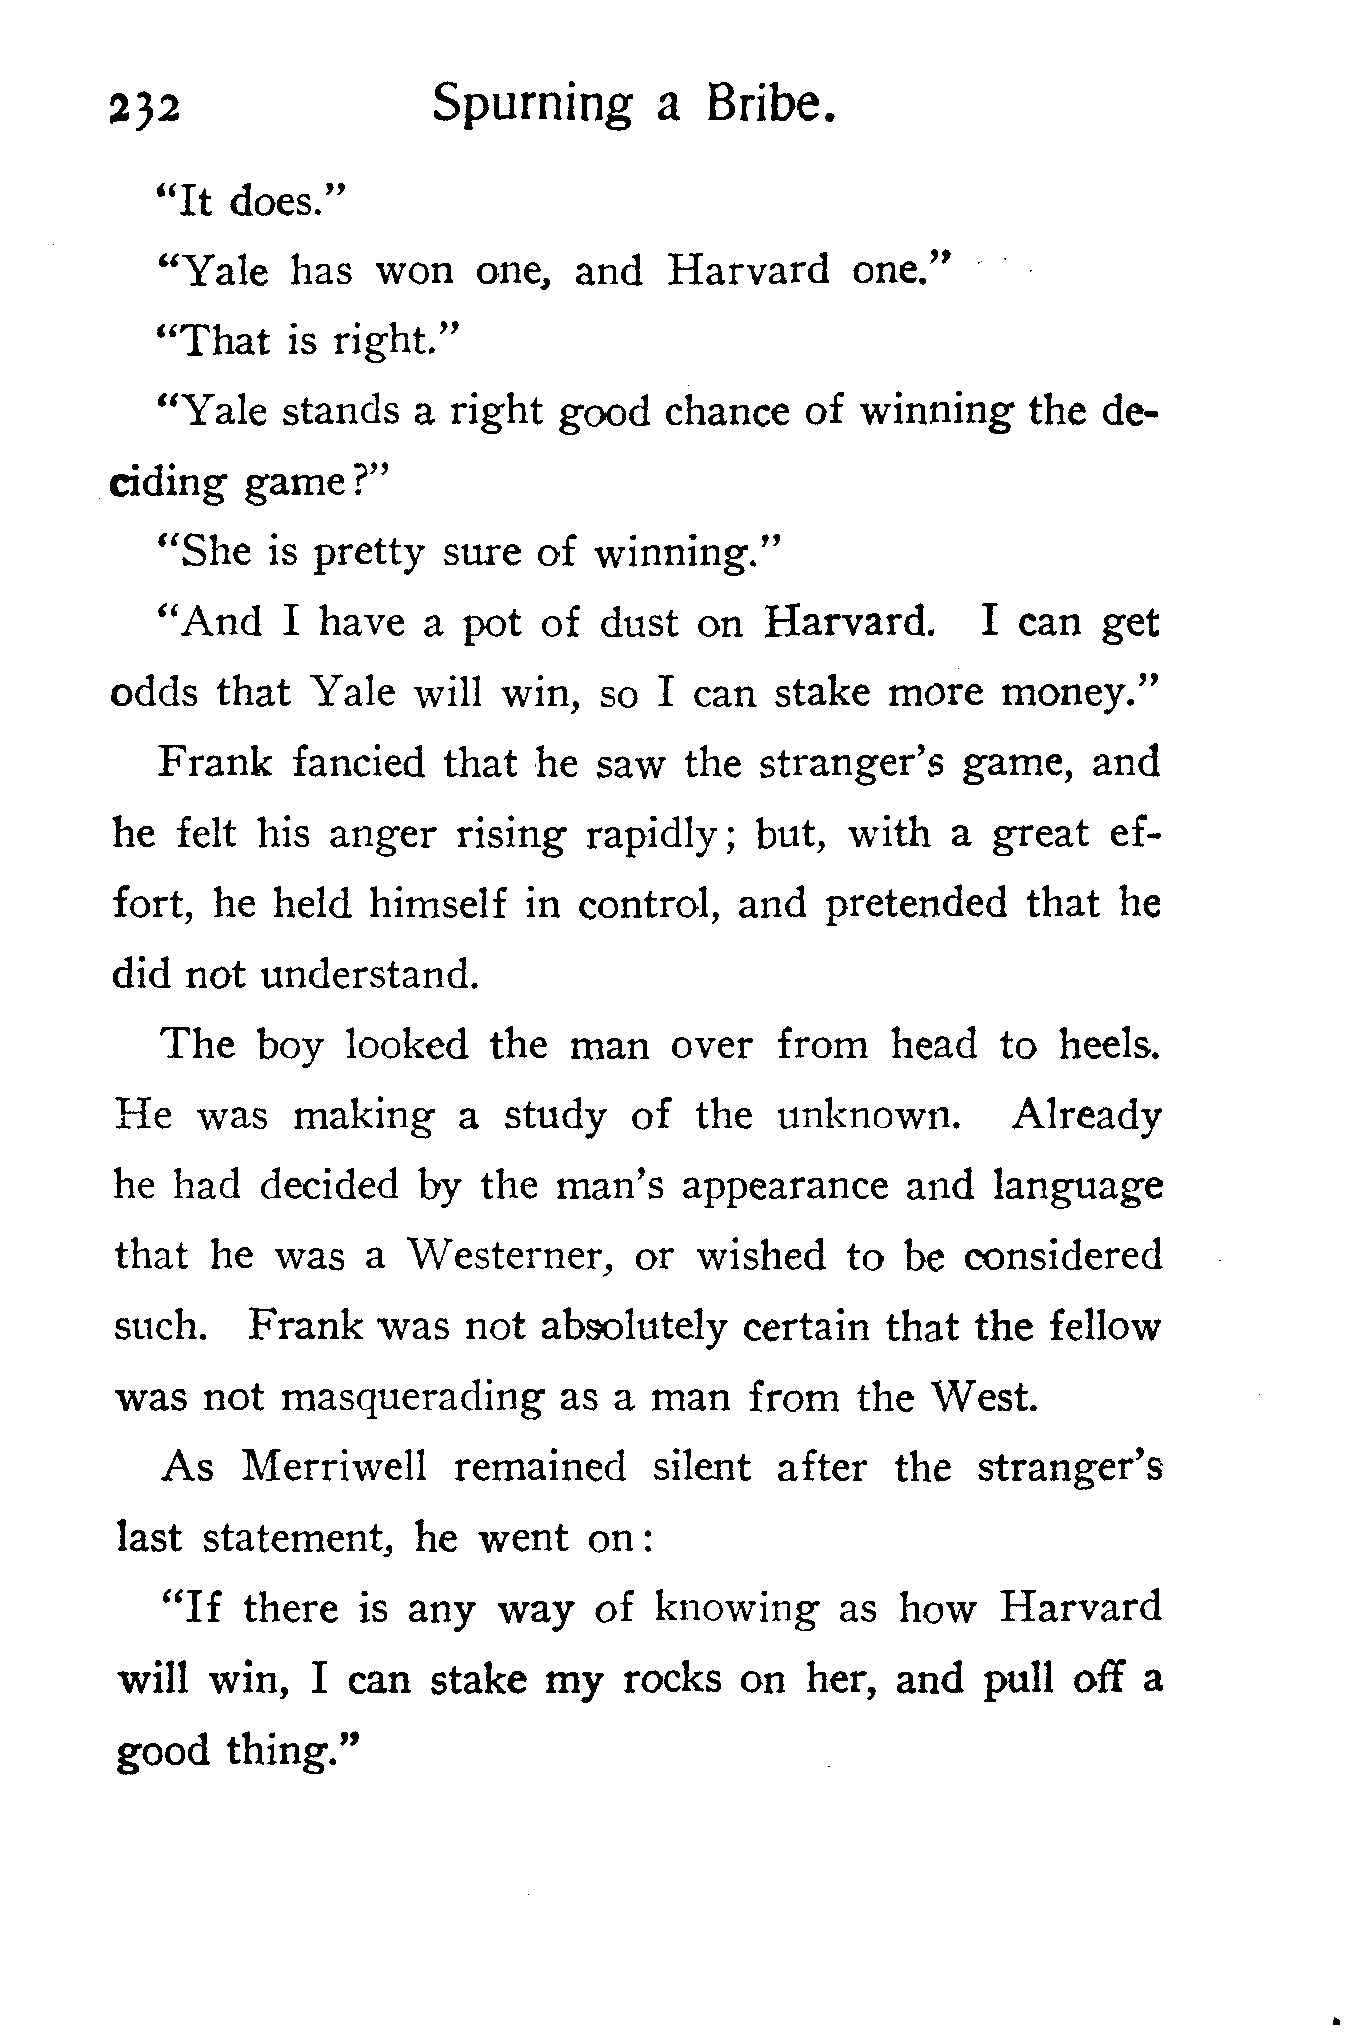 232 Spurning a Bribe.
“It does.”
“Yale has won one, and Harvard one.”
“That is right.”
“Yale stands a right good chance of winning the de-
ciding game?”
“She is pretty sure of winning.”
“And I have a pot of dust on Harvard. I can get
odds that Yale will win, so I can stake more money.”
Frank fancied that he saw the stranger’s game, and
he felt his anger rising rapidly; but, with a great ef-
fort, he held himself in control, and pretended that he
did not understand.
The boy looked the man over from head to heels.
He was making a study of the unknown. Already
he had decided by the man’s appearance and language
that he was a Westerner, or wished to be considered
such. Frank was not absolutely certain that the fellow
was not masquerading as a man from the West.
As Merriwell remained silent after the stranger’s
last statement, he went on:
“If there is any way of knowing as how Harvard
will win, I can stake my rocks on her, and pull off a
good thing.”